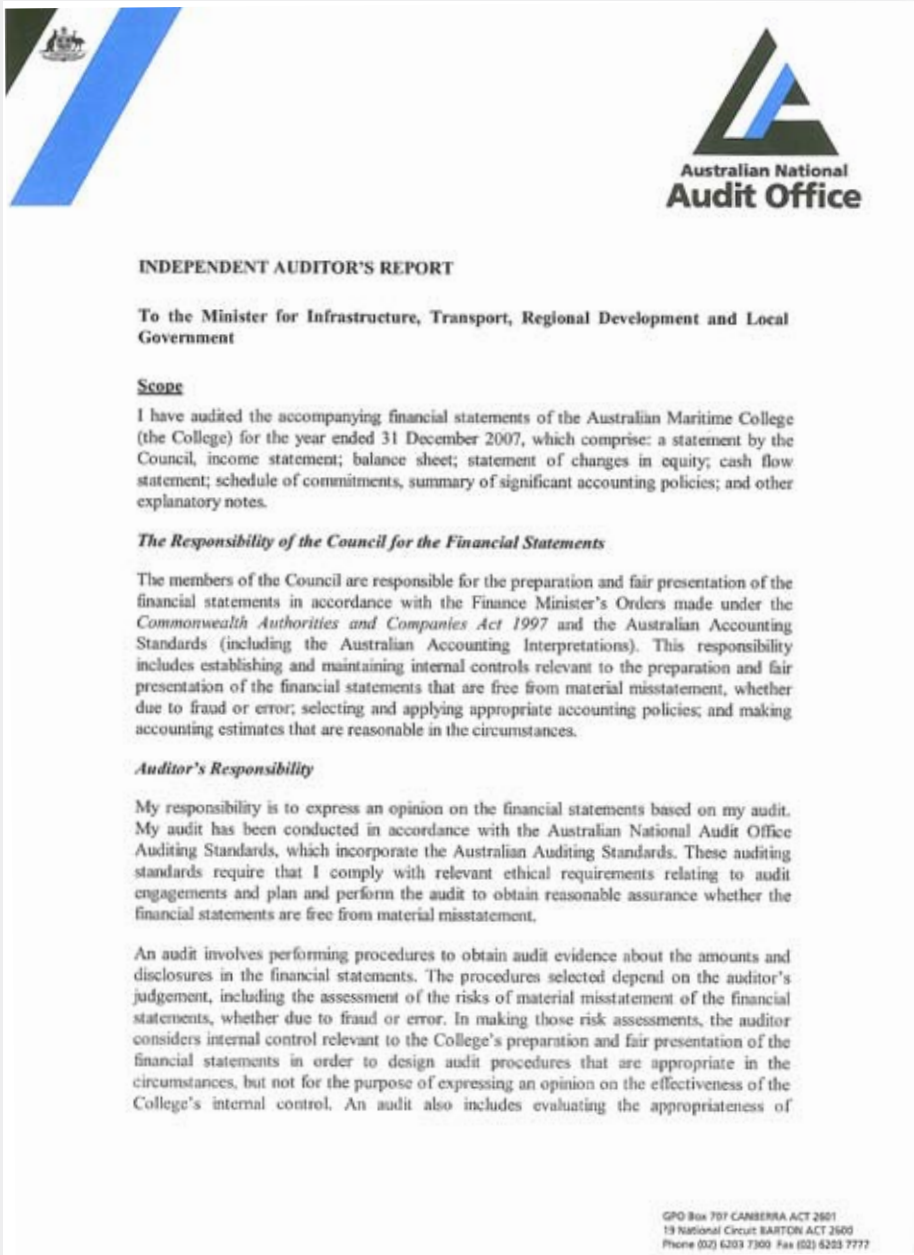 Australian National
Audit Office
INDEPENDENT AUDITOR'S REPORT
To the Minister for Infrastructure, Transport, Regional Development and Local
Government
Scope
I have audited the accompanying financial statements of the Australian Maritime College
(the College) for the year ended 31 December 2007, which comprise: a statement by the
Council, income statement; balance sheet; statement of changes in equity; cash flow
statement; schedule of commitments, summary of significant accounting policies; and other
explanatory notes.
The Responsibility of the Council for the Financial Statements
The members of the Council are responsible for the preparation and fair presentation of the
financial statements in accordance with the Finance Minister's Orders made under the
Commonwealth Authorities and Companies Act 1997 and the Australian Accounting
Standards (including the Australian Accounting Interpretations). This responsibility
includes establishing and maintaining internal controls relevant to the preparation and fair
presentation of the financial statements that are free from material misstatement, whether
due to fraud or error; selecting and applying appropriate accounting policies; and making
accounting estimates that are reasonable in the circumstances.
Auditor's Responsibility
My responsibility is to express an opinion on the financial statements based on my audit.
My audit has been conducted in accordance with the Australian National Audit Office
Auditing Standards, which incorporate the Australian Auditing Standards. These auditing
standards require that I comply with relevant ethical requirements relating to audit
engagements and plan and perform the audit to obtain reasonable assurance whether the
financial statements are free from material misstatement.
An audit involves performing procedures to obtain audit evidence about the amounts and
disclosures in the financial statements. The procedures selected depend on the auditor's
judgement, including the assessment of the risks of material misstatement of the financial
statements, whether due to fraud or error. In making those risk assessments, the auditor
considers internal control relevant to the College's preparation and fair presentation of the
financial statements in order to design audit procedures that are appropriate in the
circumstances, but not for the purpose of expressing an opinion on the effectiveness of the
College's internal control. An audit also includes evaluating the appropriateness of
GPO Box 707 CANBERRA ACT 2601
19 National Circuit BARTON ACT 2600
Phone (02) 6203 7300 Fax (02) 6203 7777